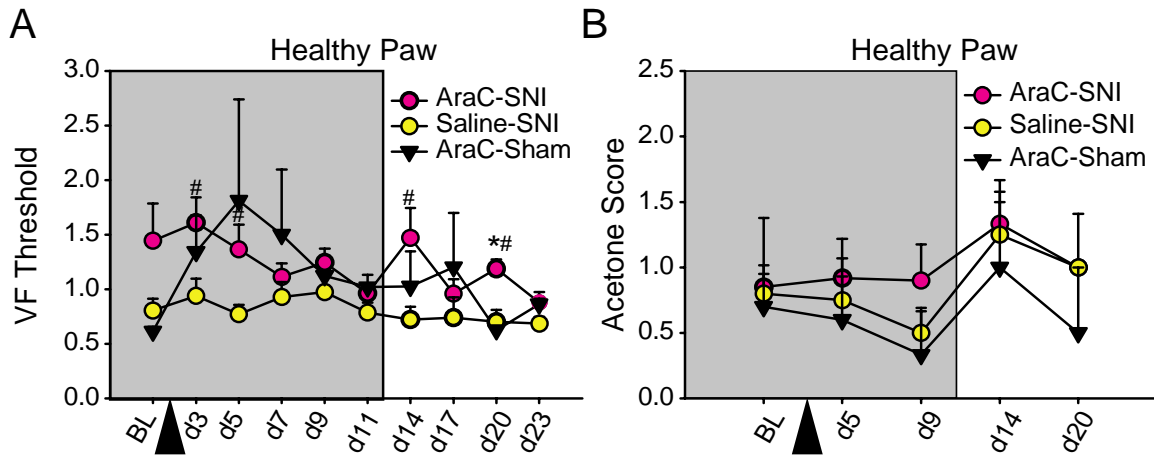 A
Healthy Paw
VF Threshold
3.0
2.5
2.0
1.5
1.0
0.5
0.0
AraC-SNI
Saline-SNI
AraC-Sham
#
#
#
*#
BL
d3
d5
d7
d9
d11
d14
d17
d20
d23
B
Healthy Paw
Acetone Score
2.5
2.0
1.5
1.0
0.5
0.0
AraC-SNI
Saline-SNI
AraC-Sham
BL
d5
d9
d14
d20